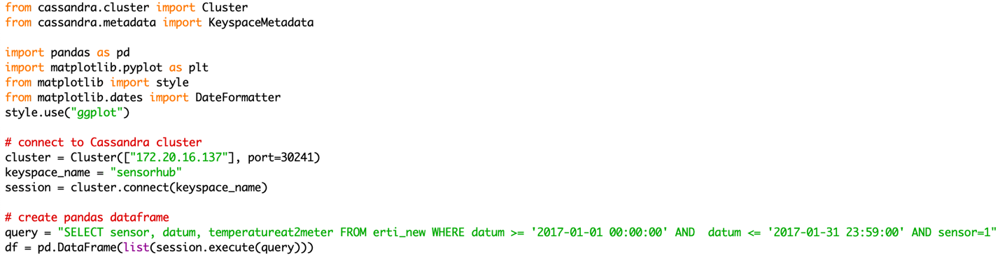 from cassandra.cluster import Cluster
from cassandra.metadata import KeyspaceMetadata
import pandas as pd
import matplotlib.pyplot as plt
from matplotlib import style
from matplotlib.dates import DateFormatter
style.use("ggplot")
# connect to Cassandra cluster
cluster = Cluster(["172.20.16.137"], port=30241)
keyspace_name = "sensorhub"
session = cluster.connect(keyspace_name)
# create pandas dataframe
query = "SELECT sensor, datum, temperatureat2meter FROM erti_new WHERE datum >= '2017-01-01 00:00:00' AND  datum <= '2017-01-31 23:59:00' AND sensor=1"
df = pd.DataFrame(list(session.execute(query)))